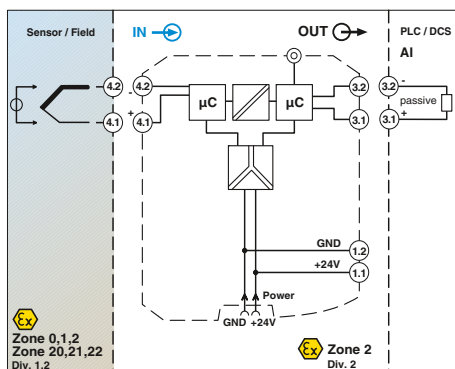 Sensor / Field
IN
OUT
PLC / DCS
AI
4.2
4.2
-
µC
µC
3.2
3.2
-
passive
+
4.1
4.1
+
3.1
3.1
GND
1.2
+24V
1.1
Power
GND +24V
Ex
Zone 0,1,2
Zone 20,21,22
Div. 1,2
Ex
Zone 2
Div. 2